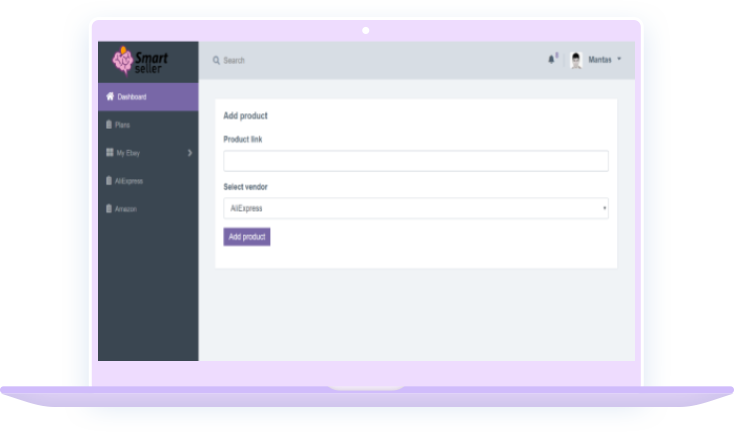 Smart
seller
Search
Mantas
Dashboard
Plans
My Ebay
AliExpress
Amazon
Add product
Product link
Select vendor
AliExpress
Add product